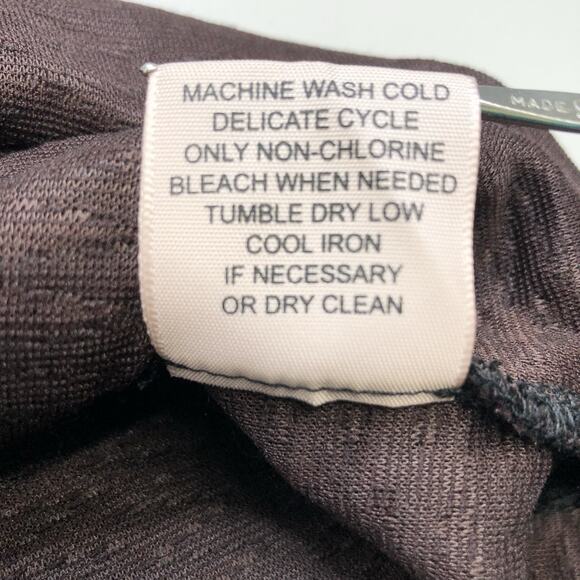 MACHINE WASH COLD
DELICATE CYCLE
ONLY NON-CHLORINE
BLEACH WHEN NEEDED
TUMBLE DRY LOW
COOL IRON
IF NECESSARY
OR DRY CLEAN
MADE